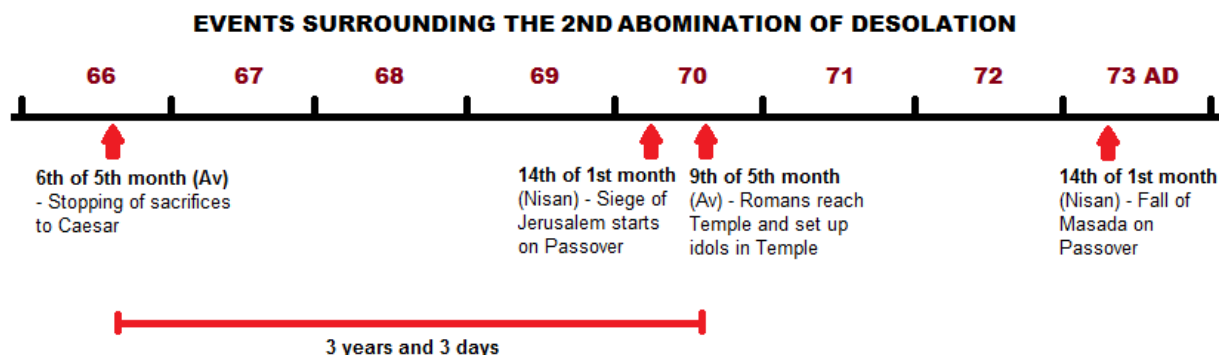 EVENTS SURROUNDING THE 2ND ABOMINATION OF DESOLATION
66 67 68 69 70 71 72 73 AD
6th of 5th month (Av)
- Stopping of sacrifices
to Caesar
14th of 1st month
(Nisan) - Siege of
Jerusalem starts
on Passover
9th of 5th month
(Av) - Romans reach
Temple and set up
idols in Temple
14th of 1st month
(Nisan) - Fall of
Masada on
Passover
3 years and 3 days